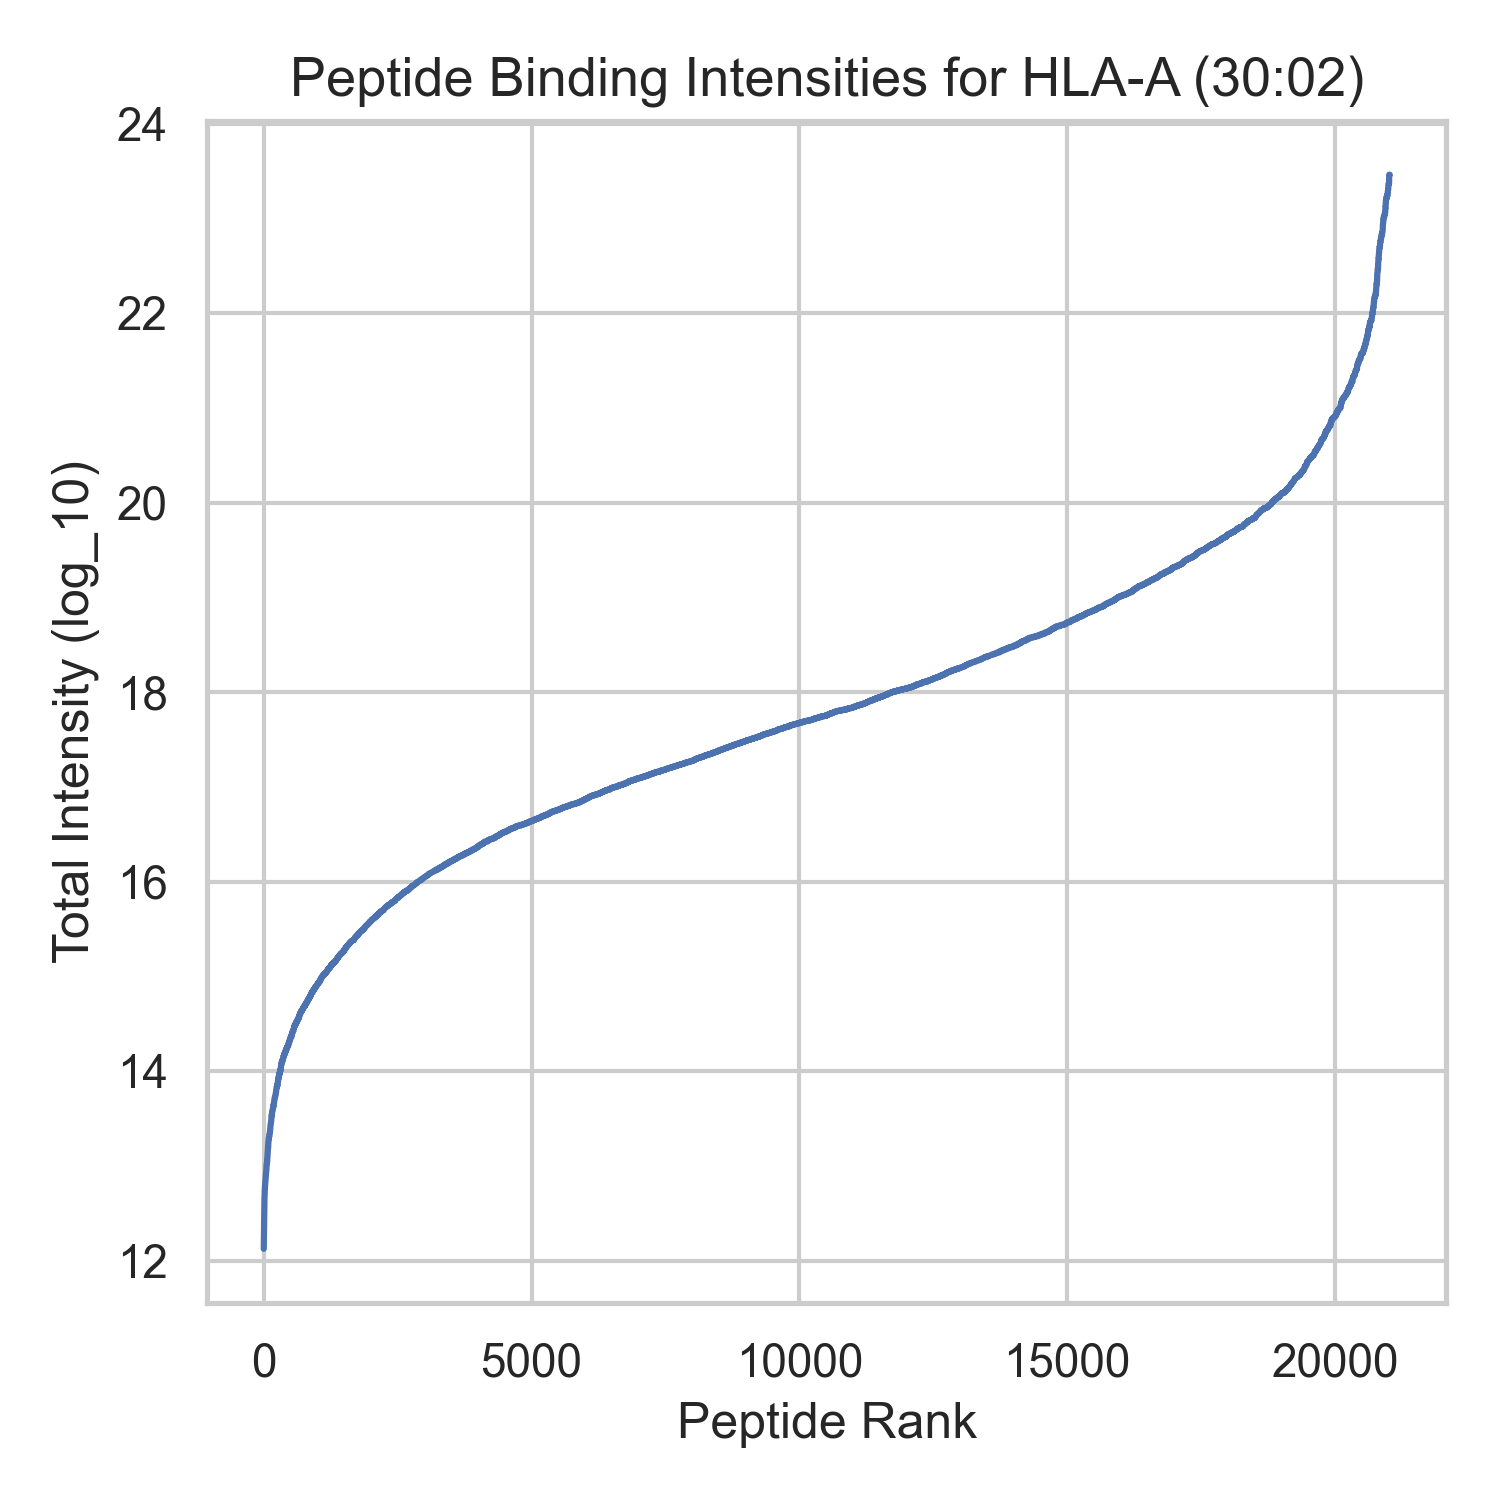 Peptide Binding Intensities for HLA-A (30:02)
24
22
20
18
16
14
12
Total Intensity (log_10)
0 5000 10000 15000 20000
Peptide Rank